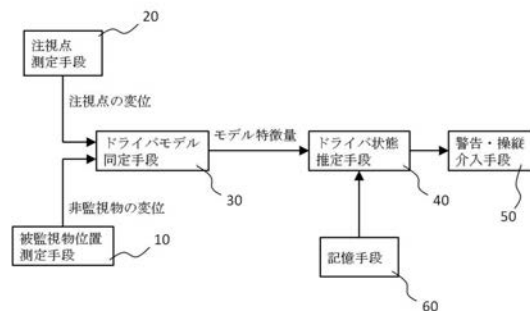 20
注視点
測定手段
注視点の変位
ドライバモデル
同定手段
30
モデル特徴量
ドライバ状態
推定手段
40
警告・操縦
介入手段
50
非監視物の変位
被監視物位置
測定手段
10
記憶手段
60